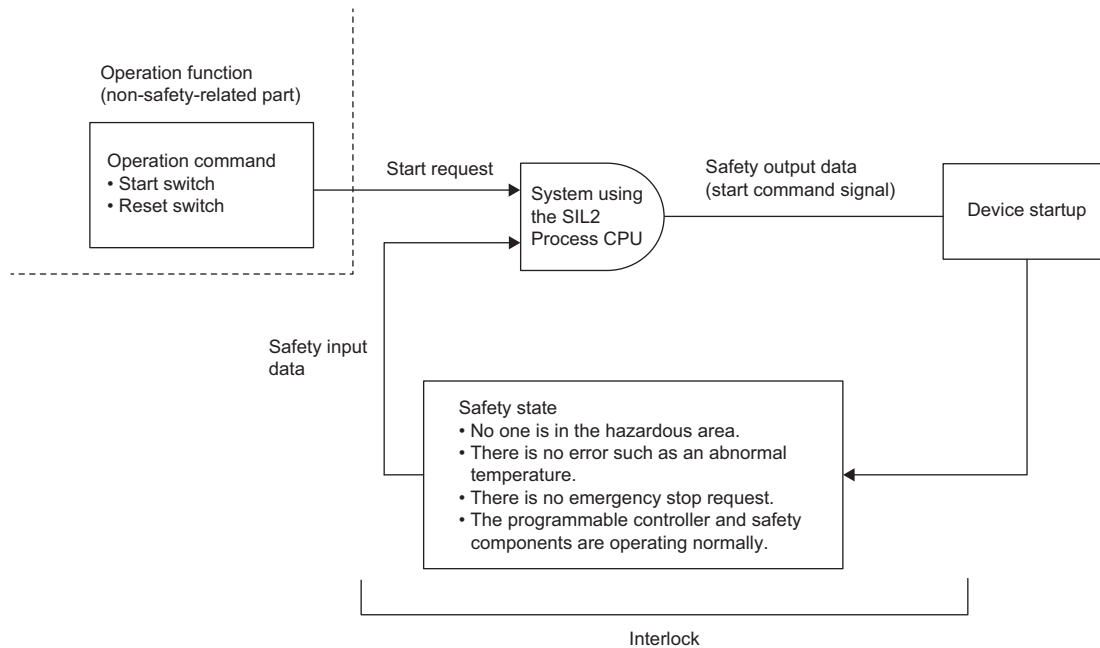 Operation function
(non-safety-related part)
Operation command
• Start switch
• Reset switch
Start request
System using
the SIL2
Process CPU
Safety output data
(start command signal)
Device startup
Safety input
data
Safety state
• No one is in the hazardous area.
• There is no error such as an abnormal
temperature.
• There is no emergency stop request.
• The programmable controller and safety
components are operating normally.
Interlock